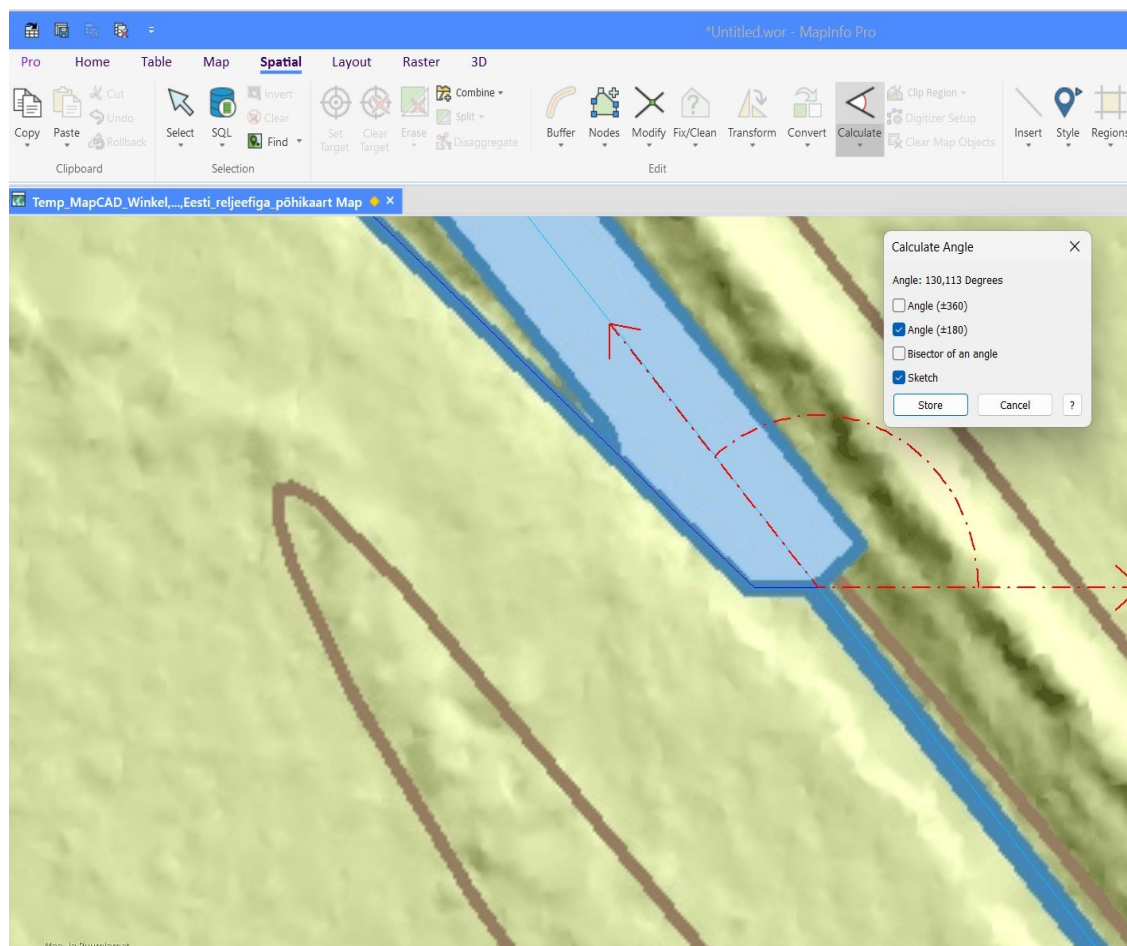 *Untitled.wor - MapInfo Pro
Pro Home Table Map Spatial Layout Raster 3D
Copy
Paste
Cut
Undo
Rollback
Clipboard
Select
SQL
Invert
Clear
Find
Selection
Set Target
Clear Target
Erase
Combine
Split
Disaggregate
Buffer
Nodes
Modify
Fix/Clean
Transform
Convert
Calculate
Clip Region
Digitizer Setup
Clear Map Objects
Edit
Insert
Style
Regions
Temp_MapCAD_Winkel,...,Eesti_reljeefiga_põhikaart Map
Calculate Angle
Angle: 130,113 Degrees
Angle (±360)
Angle (±180)
Bisector of an angle
Sketch
Store
Cancel
?